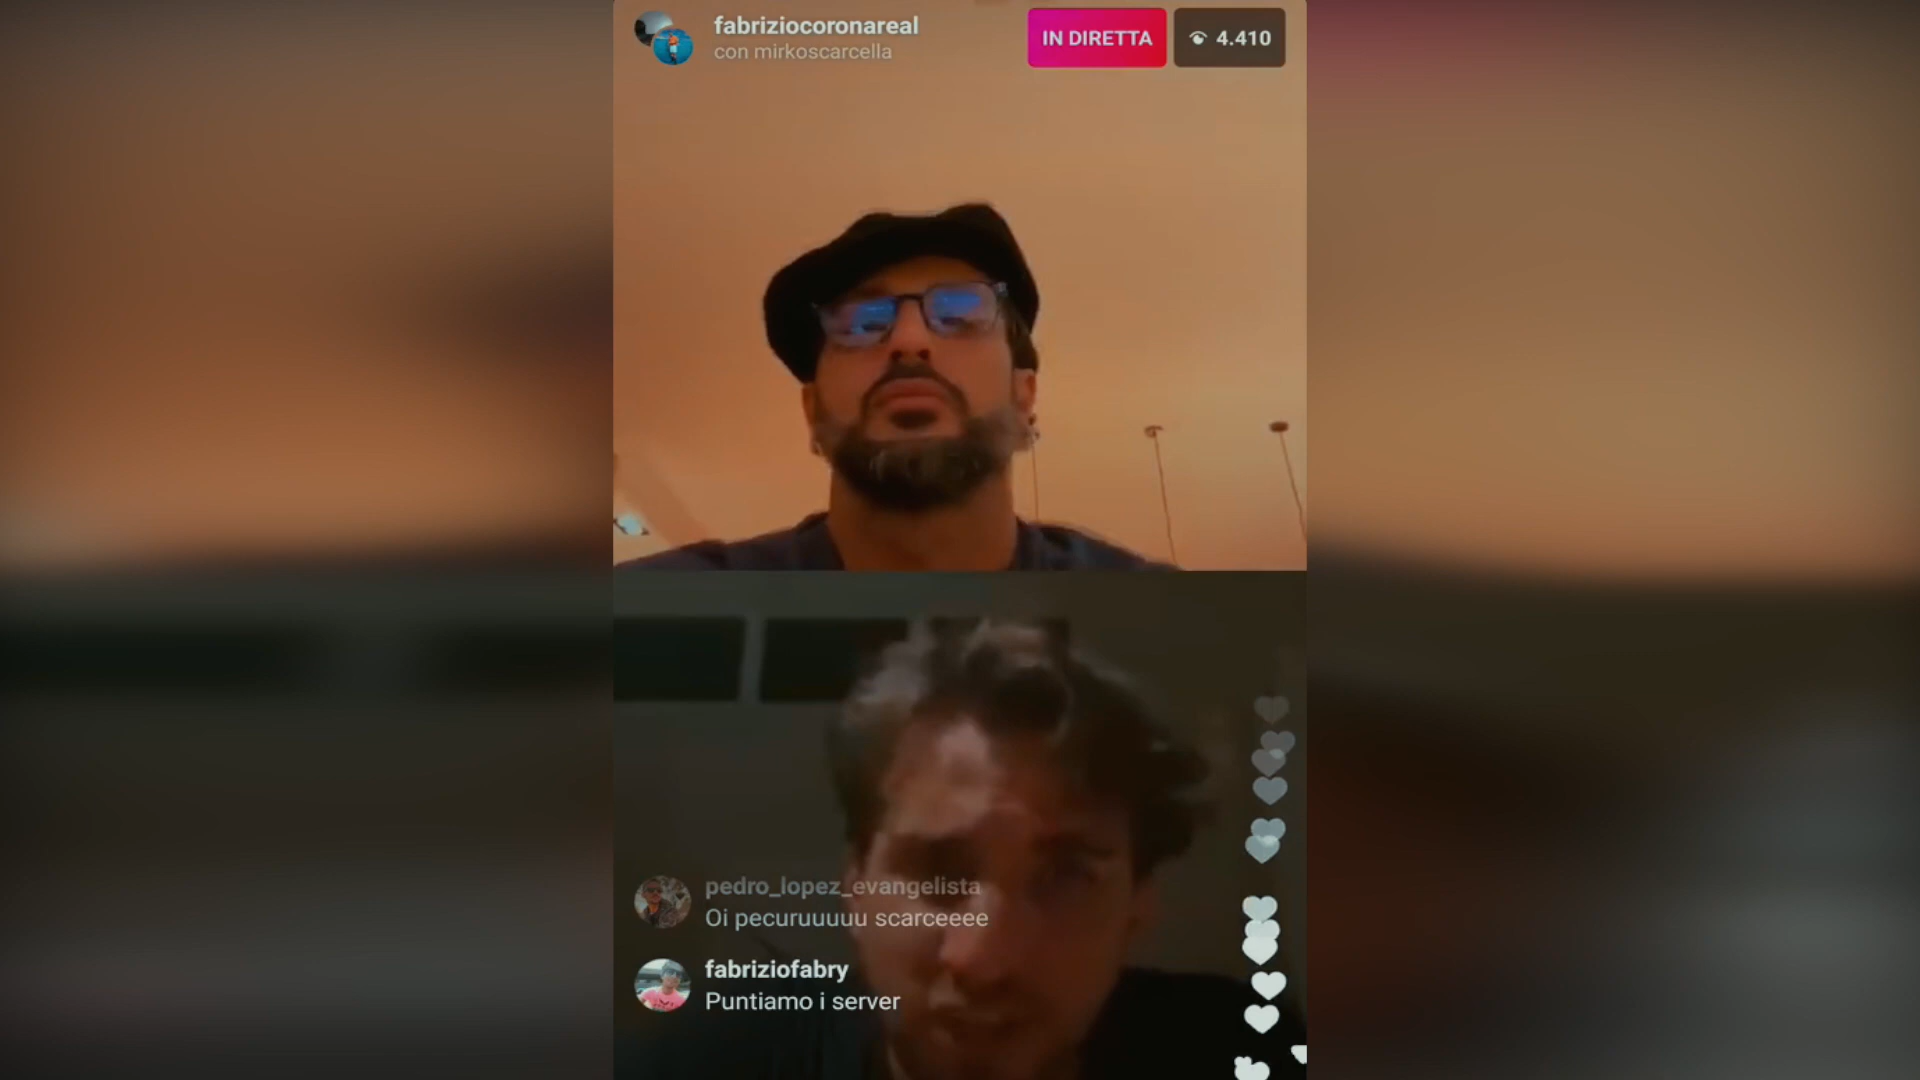 fabriziocoronareal
con mirkoscarcella
IN DIRETTA
4.410
pedro_lopez_evangelista
Oi pecuruuuuu scarceeee
fabriziofabry
Puntiamo i server